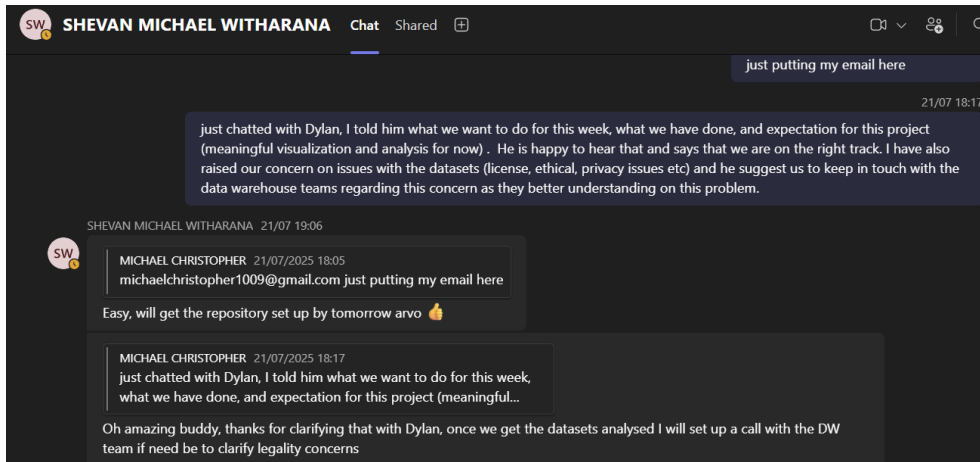 SW SHEVAN MICHAEL WITHARANA Chat Shared
just putting my email here
21/07 18:17
just chatted with Dylan, I told him what we want to do for this week, what we have done, and expectation for this project
(meaningful visualization and analysis for now) . He is happy to hear that and says that we are on the right track. I have also
raised our concern on issues with the datasets (license, ethical, privacy issues etc) and he suggest us to keep in touch with the
data warehouse teams regarding this concern as they better understanding on this problem.
SHEVAN MICHAEL WITHARANA 21/07 19:06
SW
MICHAEL CHRISTOPHER 21/07/2025 18:05
michaelchristopher1009@gmail.com just putting my email here
Easy, will get the repository set up by tomorrow arvo 👍
MICHAEL CHRISTOPHER 21/07/2025 18:17
just chatted with Dylan, I told him what we want to do for this week,
what we have done, and expectation for this project (meaningful...
Oh amazing buddy, thanks for clarifying that with Dylan, once we get the datasets analysed I will set up a call with the DW
team if need be to clarify legality concerns